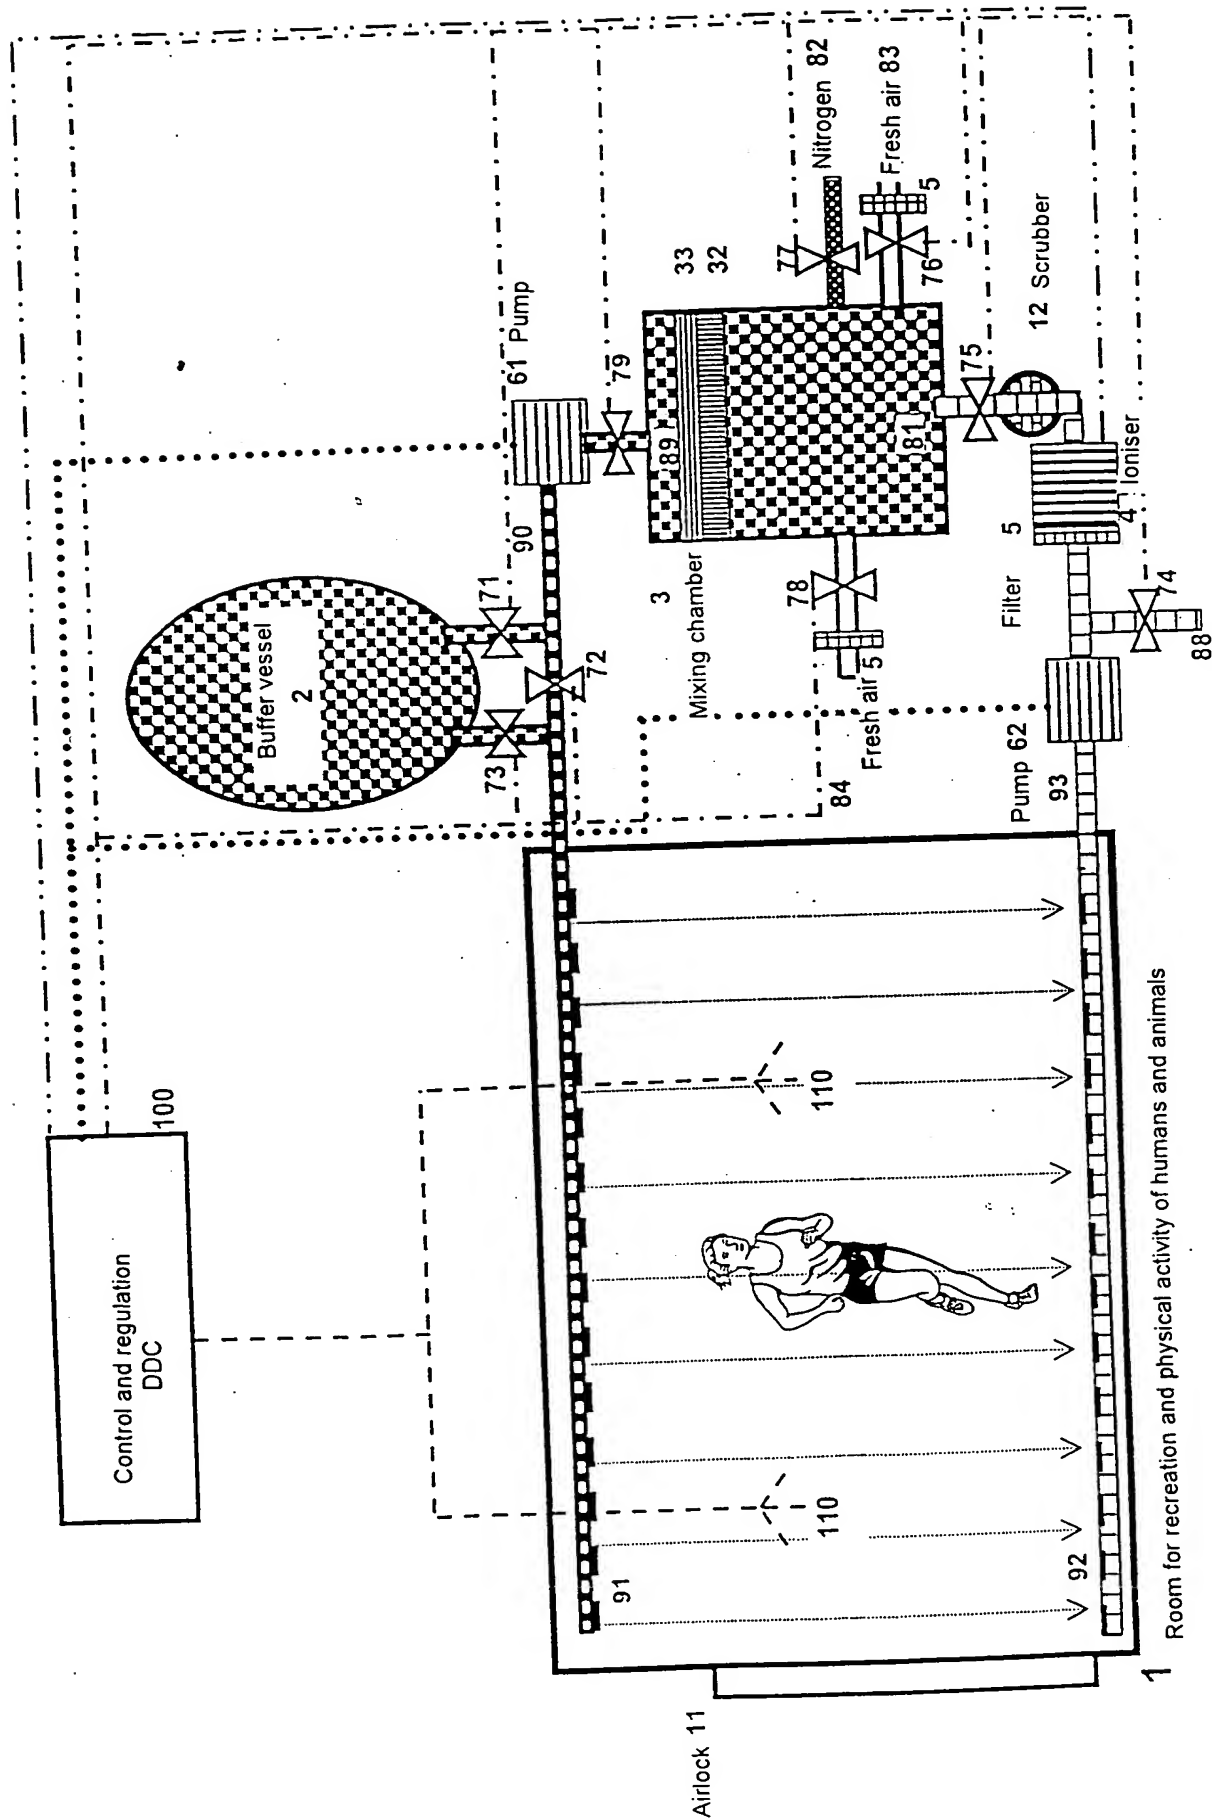 Control and regulation
DDC
100
Buffer vessel
2
73
71
72
90
61 Pump
79
89
33
32
3
Mixing chamber
77
Nitrogen 82
Fresh air 83
5
76
78
Fresh air 5
84
81
75
12 Scrubber
Ioniser
4
5
Filter
74
88
Pump 62
93
91
110
110
92
Airlock 11
1
Room for recreation and physical activity of humans and animals